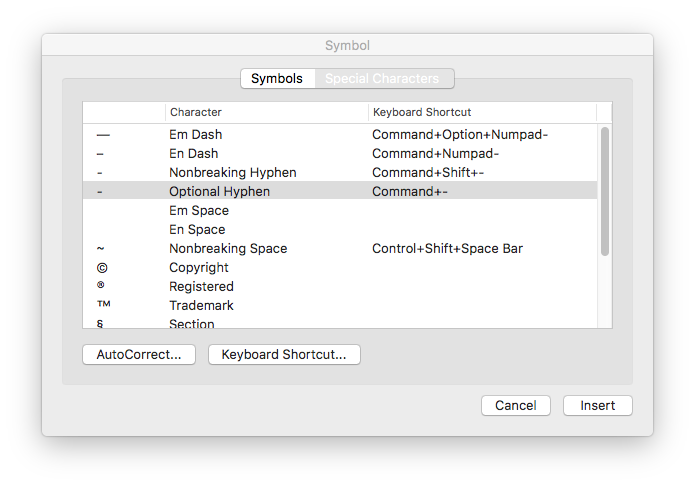 Symbol
Symbols Special Characters
Character Keyboard Shortcut
— Em Dash Command+Option+Numpad-
– En Dash Command+Numpad-
- Nonbreaking Hyphen Command+Shift+-
- Optional Hyphen Command+-
Em Space
En Space
~ Nonbreaking Space Control+Shift+Space Bar
© Copyright
® Registered
™ Trademark
§ Section
AutoCorrect... Keyboard Shortcut...
Cancel Insert